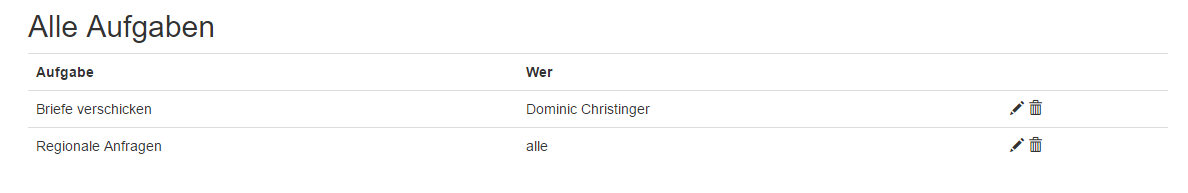 Alle Aufgaben
Aufgabe Wer
Briefe verschicken Dominic Christinger
Regionale Anfragen alle